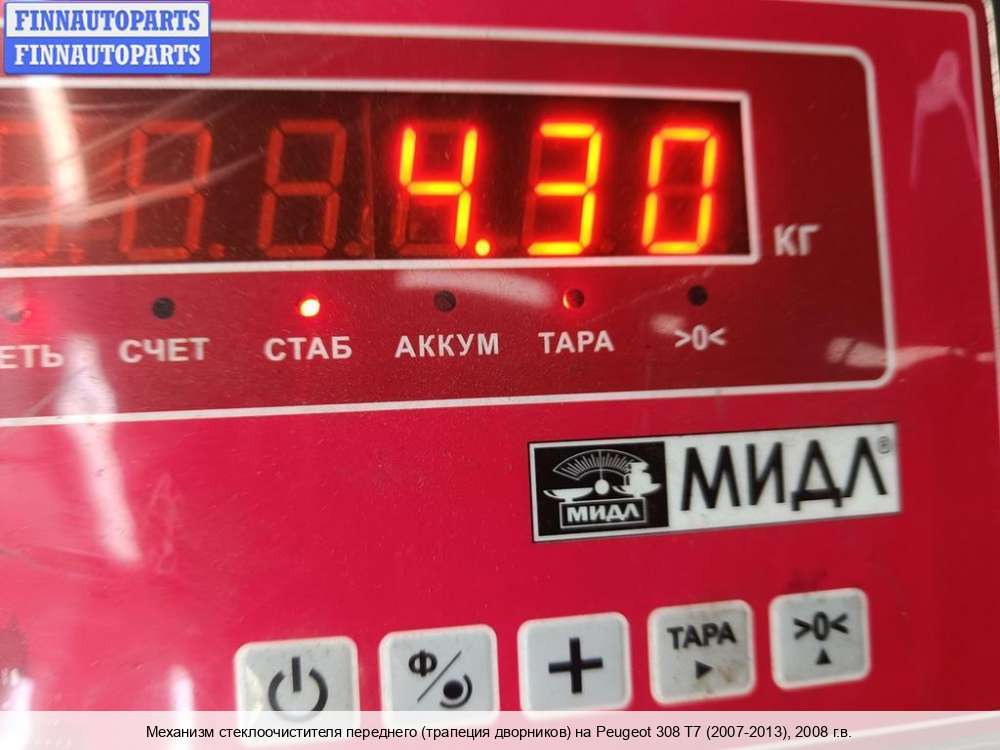 FINNAUTOPARTS
FINNAUTOPARTS
4.30
КГ
ЕТЬ СЧЕТ СТАБ АККУМ ТАРА >0<
МИДЛ МИДЛ®
Ф ТАРА >0<
Механизм стеклоочистителя переднего (трапеция дворников) на Peugeot 308 T7 (2007-2013), 2008 г.в.